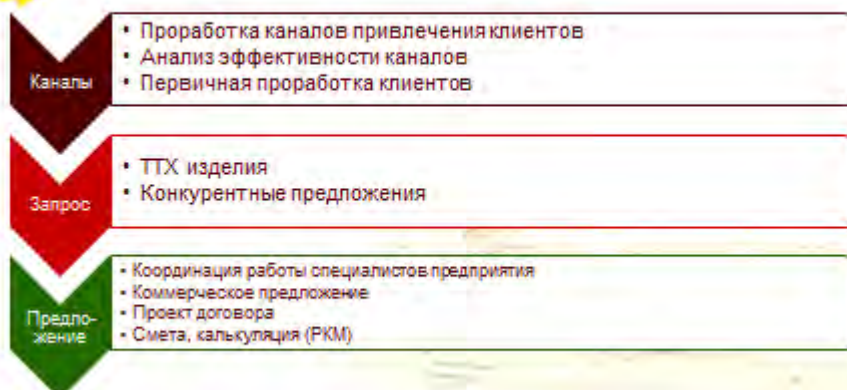 Каналы
• Проработка каналов привлечения клиентов
• Анализ эффективности каналов
• Первичная проработка клиентов
Запрос
• ТТХ изделия
• Конкурентные предложения
Предло-
жение
• Координация работы специалистов предприятия
• Коммерческое предложение
• Проект договора
• Смета, калькуляция (РКМ)